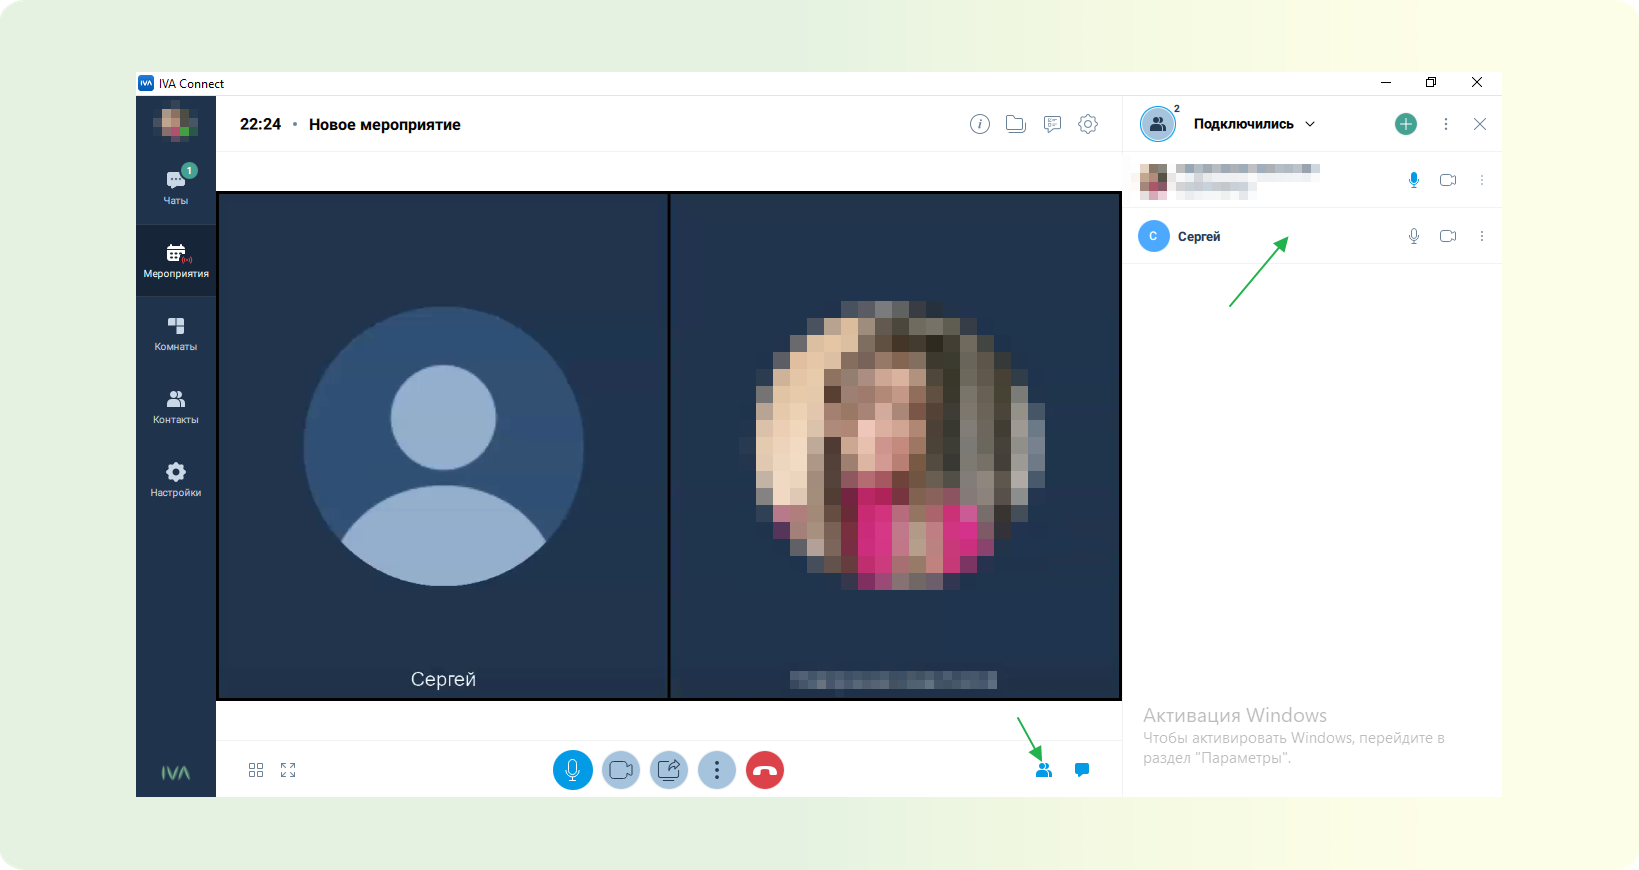 IVA IVA Connect
22:24 • Новое мероприятие
2
Подключились
1
Чаты
Мероприятия
Комнаты
Контакты
Настройки
С Сергей
Сергей
Активация Windows
Чтобы активировать Windows, перейдите в
раздел "Параметры".
IVA